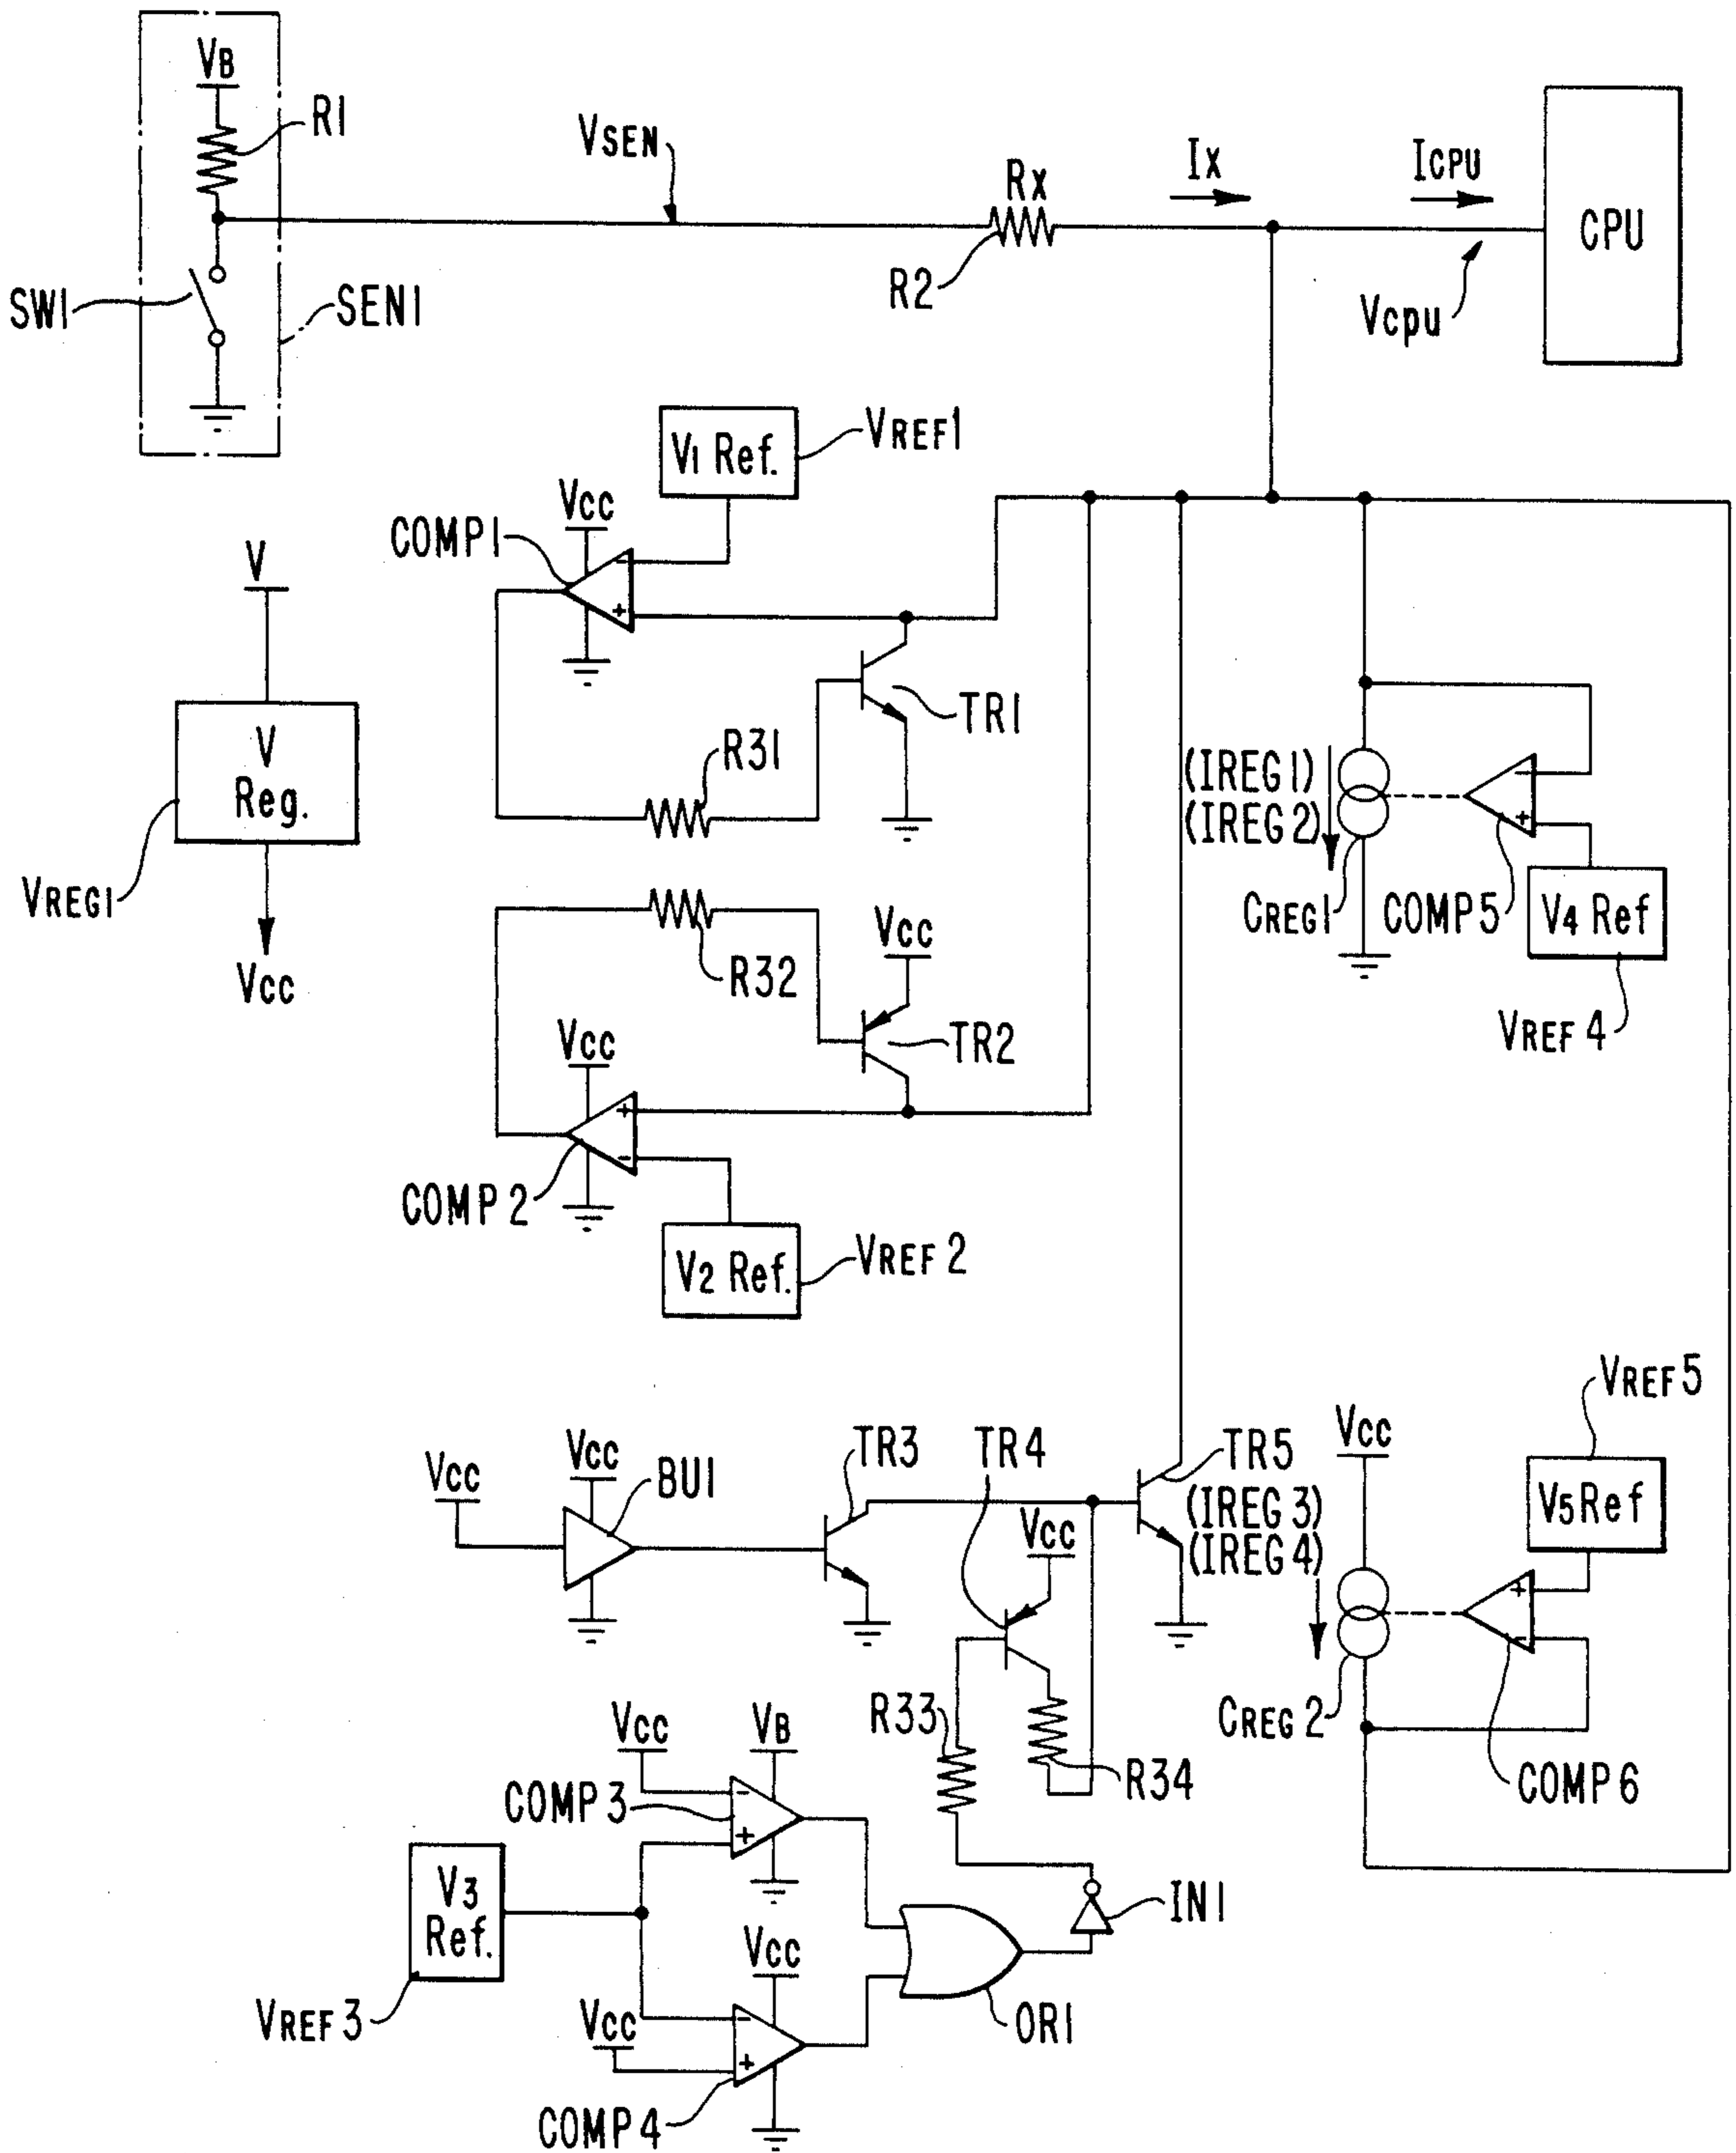 VB
R1
VSEN
Rx
R2
Ix
ICPU
CPU
Vcpu
SW1
SEN1
V1 Ref.
VREF1
Vcc
COMP1
+
-
TR1
R31
V
V
Reg.
VREG1
Vcc
R32
Vcc
TR2
Vcc
+
-
COMP2
V2 Ref.
VREF2
(IREG1)
(IREG2)
CREG1
-
+
COMP5
V4 Ref
VREF4
Vcc
Vcc
BU1
TR3
TR4
Vcc
TR5
(IREG3)
(IREG4)
Vcc
VREF5
V5 Ref
+
-
CREG2
COMP6
R33
R34
Vcc
VB
COMP3
-
+
V3
Ref.
VREF3
Vcc
Vcc
-
+
COMP4
OR1
IN1